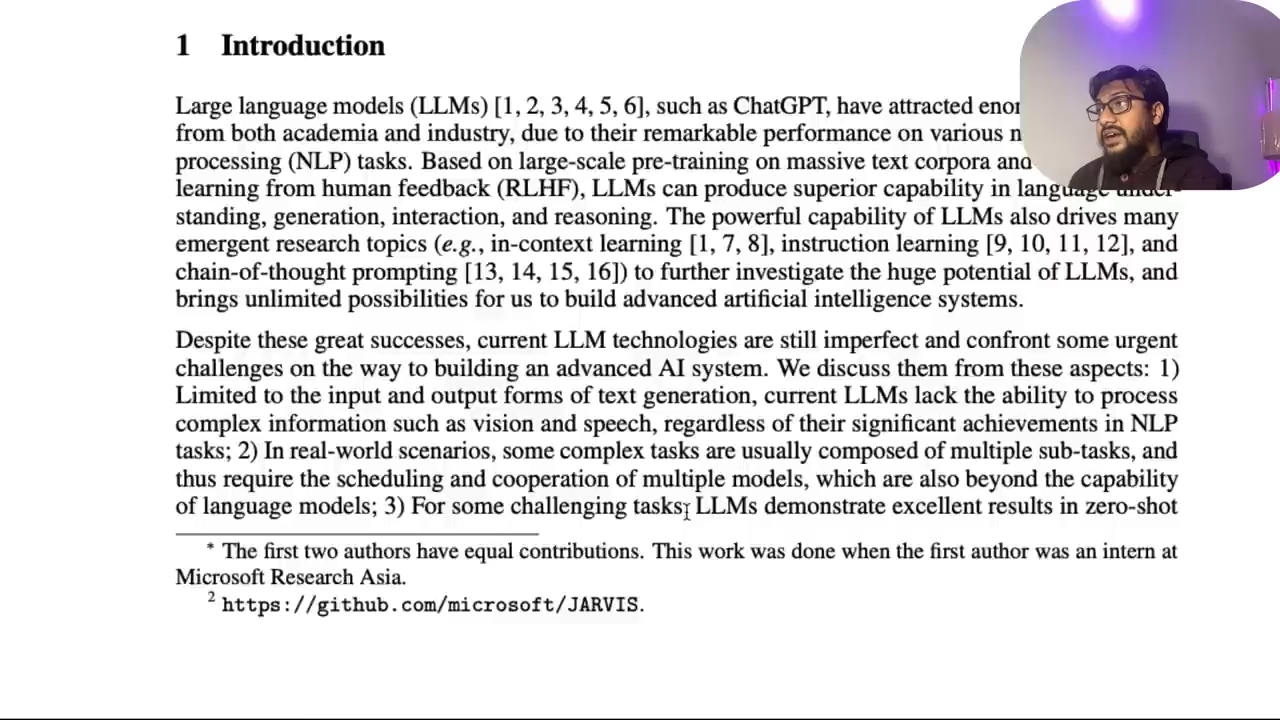 1 Introduction
Large language models (LLMs) [1, 2, 3, 4, 5, 6], such as ChatGPT, have attracted
from both academia and industry, due to their remarkable performance on various
processing (NLP) tasks. Based on large-scale pre-training on massive text corpora and
learning from human feedback (RLHF), LLMs can produce superior capability in language under-
standing, generation, interaction, and reasoning. The powerful capability of LLMs also drives many
emergent research topics (e.g., in-context learning [1, 7, 8], instruction learning [9, 10, 11, 12], and
chain-of-thought prompting [13, 14, 15, 16]) to further investigate the huge potential of LLMs, and
brings unlimited possibilities for us to build advanced artificial intelligence systems.
Despite these great successes, current LLM technologies are still imperfect and confront some urgent
challenges on the way to building an advanced AI system. We discuss them from these aspects: 1)
Limited to the input and output forms of text generation, current LLMs lack the ability to process
complex information such as vision and speech, regardless of their significant achievements in NLP
tasks; 2) In real-world scenarios, some complex tasks are usually composed of multiple sub-tasks, and
thus require the scheduling and cooperation of multiple models, which are also beyond the capability
of language models; 3) For some challenging tasks, LLMs demonstrate excellent results in zero-shot
* The first two authors have equal contributions. This work was done when the first author was an intern at
Microsoft Research Asia.
2 https://github.com/microsoft/JARVIS.